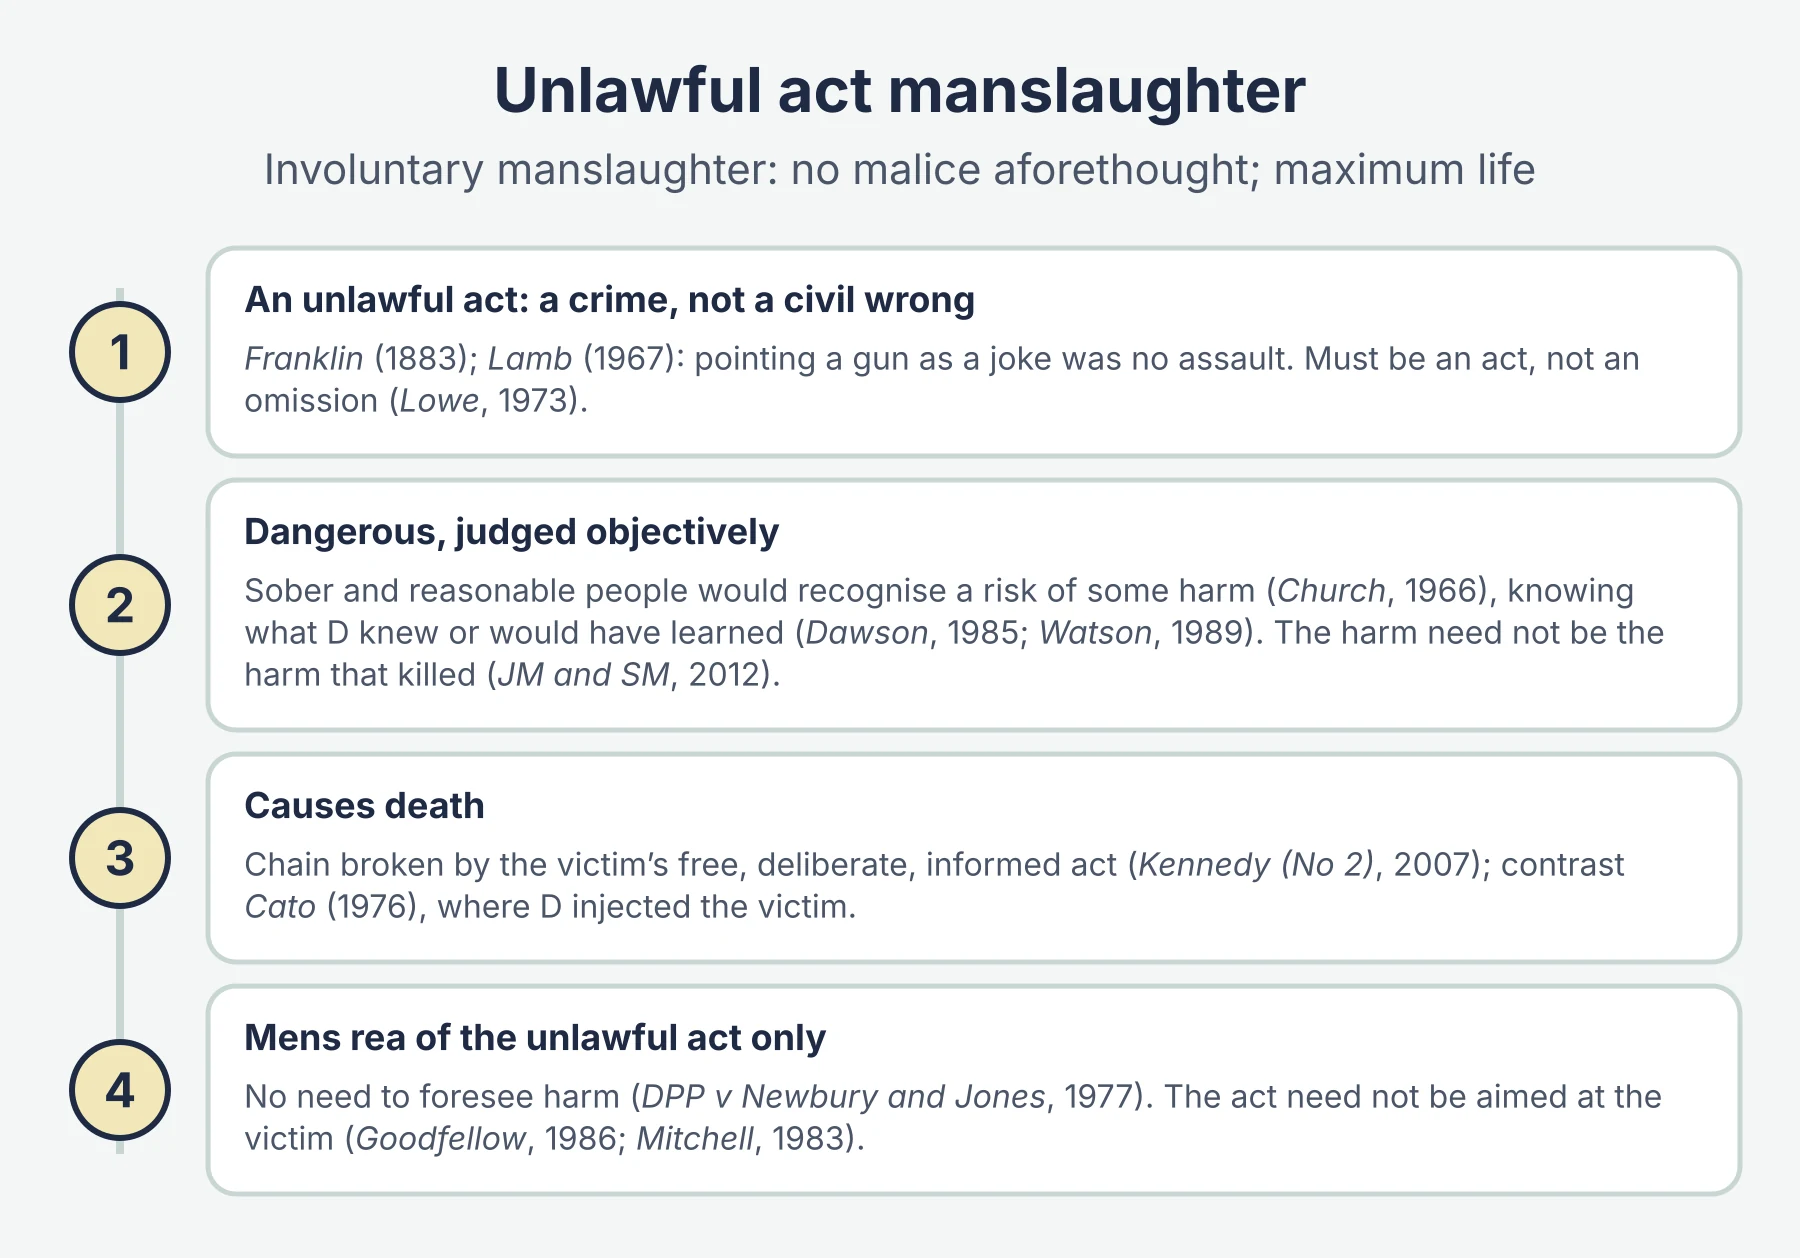 Unlawful act manslaughter
Involuntary manslaughter: no malice aforethought; maximum life
1
An unlawful act: a crime, not a civil wrong
Franklin (1883); Lamb (1967): pointing a gun as a joke was no assault. Must be an act, not an
omission (Lowe, 1973).
2
Dangerous, judged objectively
Sober and reasonable people would recognise a risk of some harm (Church, 1966), knowing
what D knew or would have learned (Dawson, 1985; Watson, 1989). The harm need not be the
harm that killed (JM and SM, 2012).
3
Causes death
Chain broken by the victim’s free, deliberate, informed act (Kennedy (No 2), 2007); contrast
Cato (1976), where D injected the victim.
4
Mens rea of the unlawful act only
No need to foresee harm (DPP v Newbury and Jones, 1977). The act need not be aimed at the
victim (Goodfellow, 1986; Mitchell, 1983).